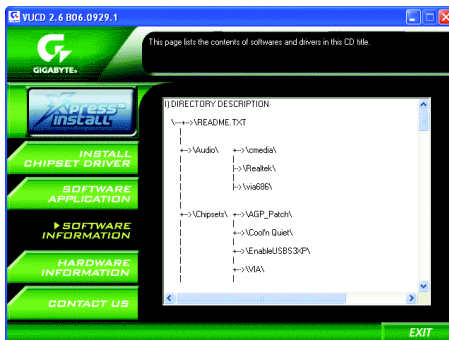 VUCD 2.6 B06.0929.1
This page lists the contents of softwares and drivers in this CD title.
GIGABYTE
Xpress
install
INSTALL
CHIPSET DRIVER
SOFTWARE
APPLICATION
SOFTWARE
INFORMATION
HARDWARE
INFORMATION
CONTACT US
I) DIRECTORY DESCRIPTION
\---+-->\README.TXT
|
+-->\Audio\ +-->\cmedia\
| |
| |-->\Realtek\
| |
| |-->\via686\
|
+-->\Chipsets\ +-->\AGP_Patch\
| |
| +-->\Cool'n Quiet\
| |
| +-->\EnableUSBS3XP\
| |
| +-->\VIA\
| |
EXIT